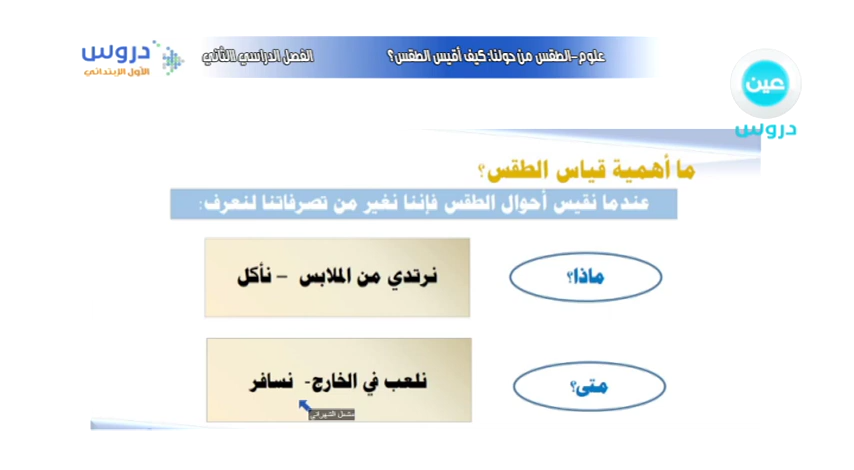 دروس
الأول الابتدائي
علوم -الطقس من حولنا: كيف أقيس الطقس؟
الفصل الدراسي الثاني
عين
دروس
ما أهمية قياس الطقس؟
عندما نقيس أحوال الطقس فإننا نغير من تصرفاتنا لنعرف:
ماذا؟
نرتدي من الملابس – نأكل
متى؟
نلعب في الخارج- نسافر
مشعل الشهراني